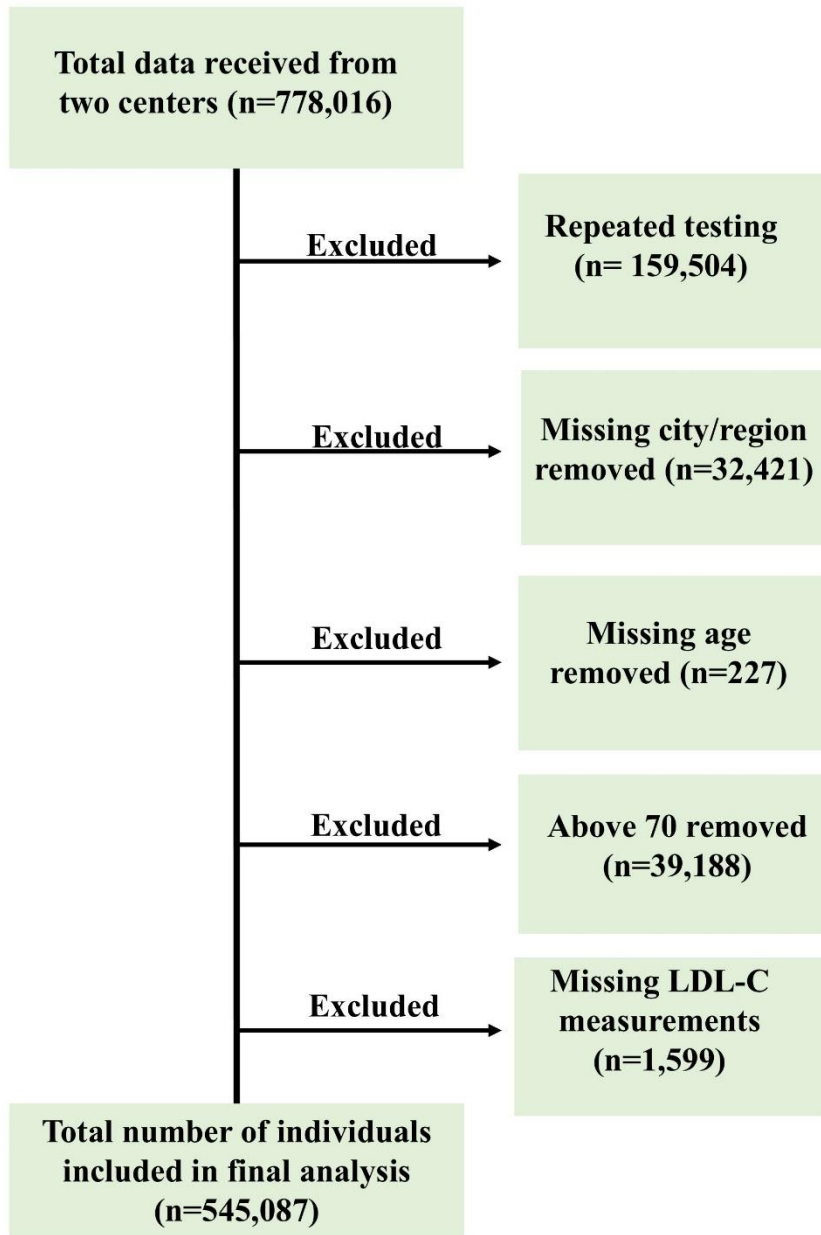 Total data received from
two centers (n=778,016)
Excluded
Repeated testing
(n= 159,504)
Excluded
Missing city/region
removed (n=32,421)
Excluded
Missing age
removed (n=227)
Excluded
Above 70 removed
(n=39,188)
Excluded
Missing LDL-C
measurements
(n=1,599)
Total number of individuals
included in final analysis
(n=545,087)